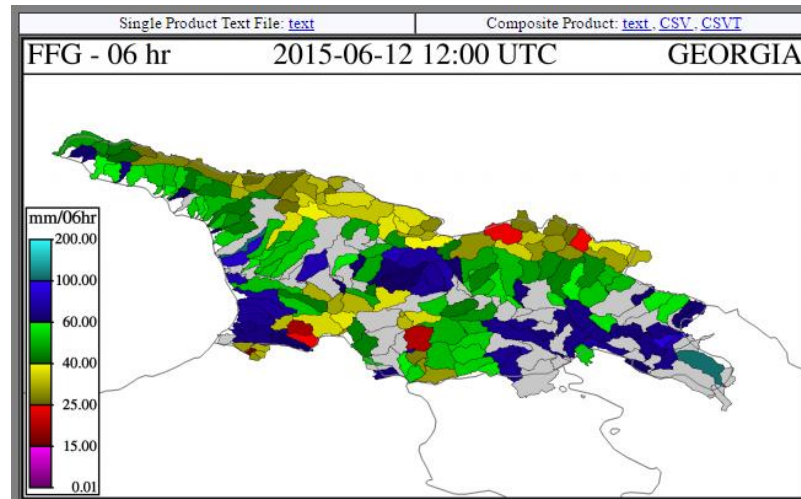 Single Product Text File: text
Composite Product: text , CSV , CSVT
FFG - 06 hr 2015-06-12 12:00 UTC GEORGIA
mm/06hr
200.00
100.00
60.00
40.00
25.00
15.00
0.01